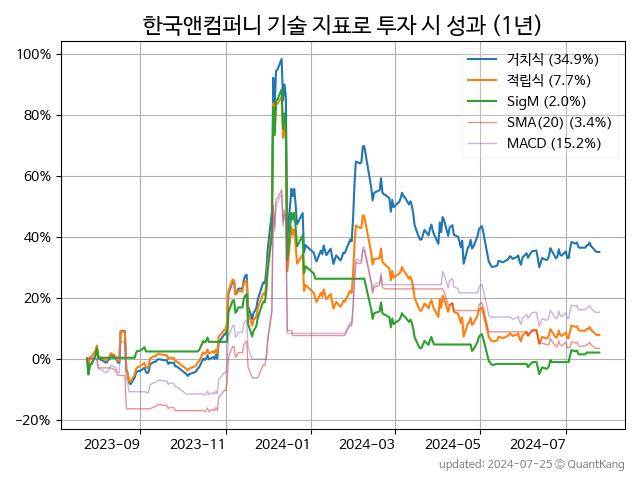 한국앤컴퍼니 기술 지표로 투자 시 성과 (1년)
100%
80%
60%
40%
20%
0%
−20%
거치식 (34.9%)
적립식 (7.7%)
SigM (2.0%)
SMA(20) (3.4%)
MACD (15.2%)
2023-09
2023-11
2024-01
2024-03
2024-05
2024-07
updated: 2024-07-25 © QuantKang